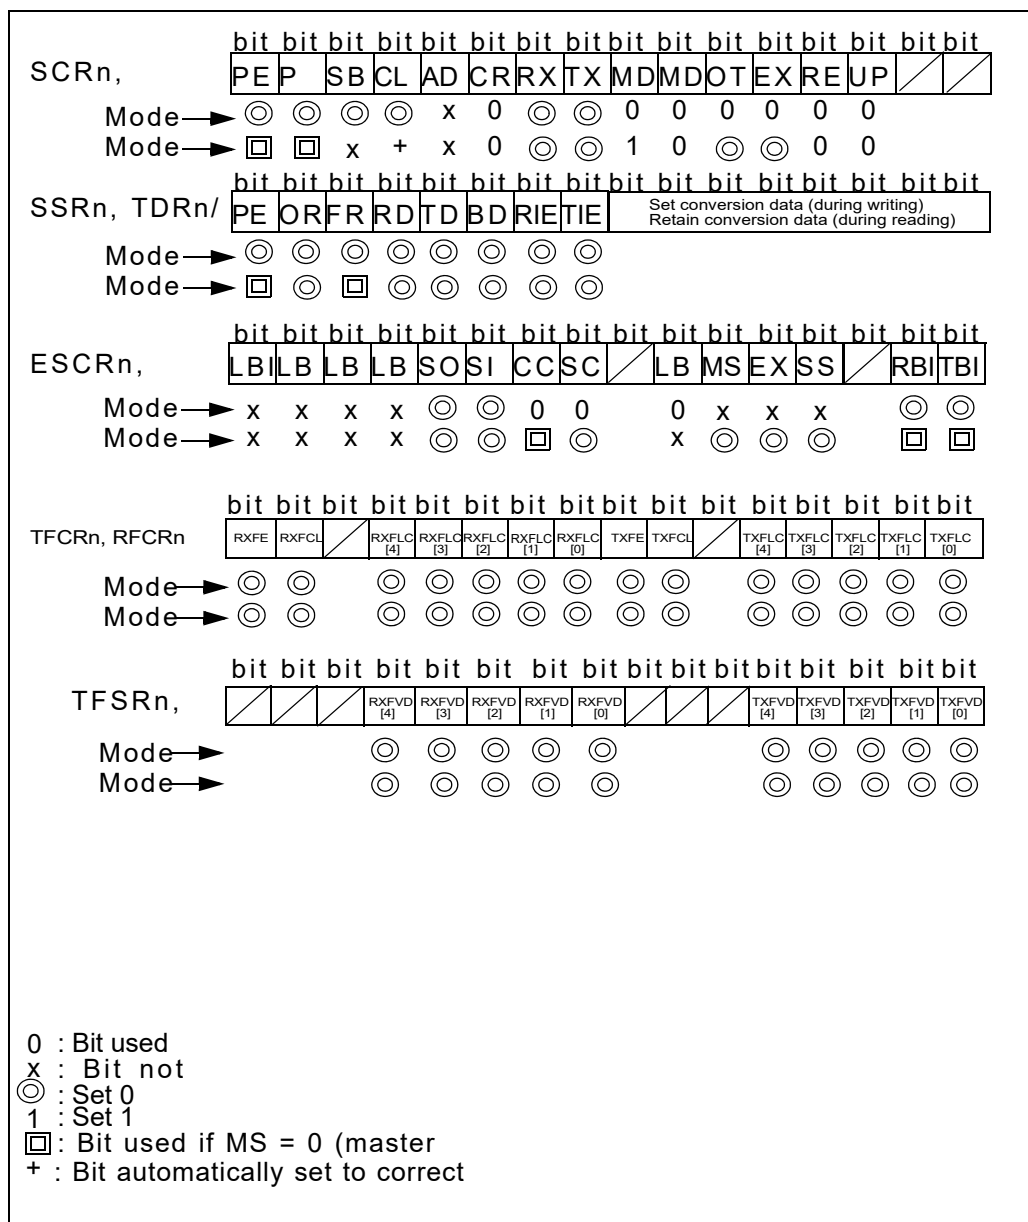 bit bit bit bit bit bit bit bit bit bit bit bit bit bit bit bit
SCRn, PE P SB CL AD CR RX TX MD MD OT EX RE UP
Mode ◎ ◎ ◎ ◎ x 0 ◎ ◎ 0 0 0 0 0 0
Mode 回 回 x + x 0 ◎ ◎ 1 0 ◎ ◎ 0 0
bit bit bit bit bit bit bit bit bit bit bit bit bit bit bit bit
SSRn, TDRn/ PE OR FR RD TD BD RIE TIE Set conversion data (during writing)
Retain conversion data (during reading)
Mode ◎ ◎ ◎ ◎ ◎ ◎ ◎ ◎
Mode 回 ◎ 回 ◎ ◎ ◎ ◎ ◎
bit bit bit bit bit bit bit bit bit bit bit bit bit bit bit bit
ESCRn, LBI LB LB LB SO SI CC SC LB MS EX SS RBI TBI
Mode x x x x ◎ ◎ 0 0 0 x x x ◎ ◎
Mode x x x x ◎ ◎ 回 ◎ x ◎ ◎ ◎ 回 回
bit bit bit bit bit bit bit bit bit bit bit bit bit bit bit bit
TFCRn, RFCRn RXFE RXFCL RXFLC [4] RXFLC [3] RXFLC [2] RXFLC [1] RXFLC [0] TXFE TXFCL TXFLC [4] TXFLC [3] TXFLC [2] TXFLC [1] TXFLC [0]
Mode ◎ ◎ ◎ ◎ ◎ ◎ ◎ ◎ ◎ ◎ ◎ ◎ ◎ ◎
Mode ◎ ◎ ◎ ◎ ◎ ◎ ◎ ◎ ◎ ◎ ◎ ◎ ◎ ◎
bit bit bit bit bit bit bit bit bit bit bit bit bit bit bit bit
TFSRn, RXFVD [4] RXFVD [3] RXFVD [2] RXFVD [1] RXFVD [0] TXFVD [4] TXFVD [3] TXFVD [2] TXFVD [1] TXFVD [0]
Mode ◎ ◎ ◎ ◎ ◎ ◎ ◎ ◎ ◎ ◎
Mode ◎ ◎ ◎ ◎ ◎ ◎ ◎ ◎ ◎ ◎
0 : Bit used
x : Bit not
◎ : Set 0
1 : Set 1
回 : Bit used if MS = 0 (master
+ : Bit automatically set to correct